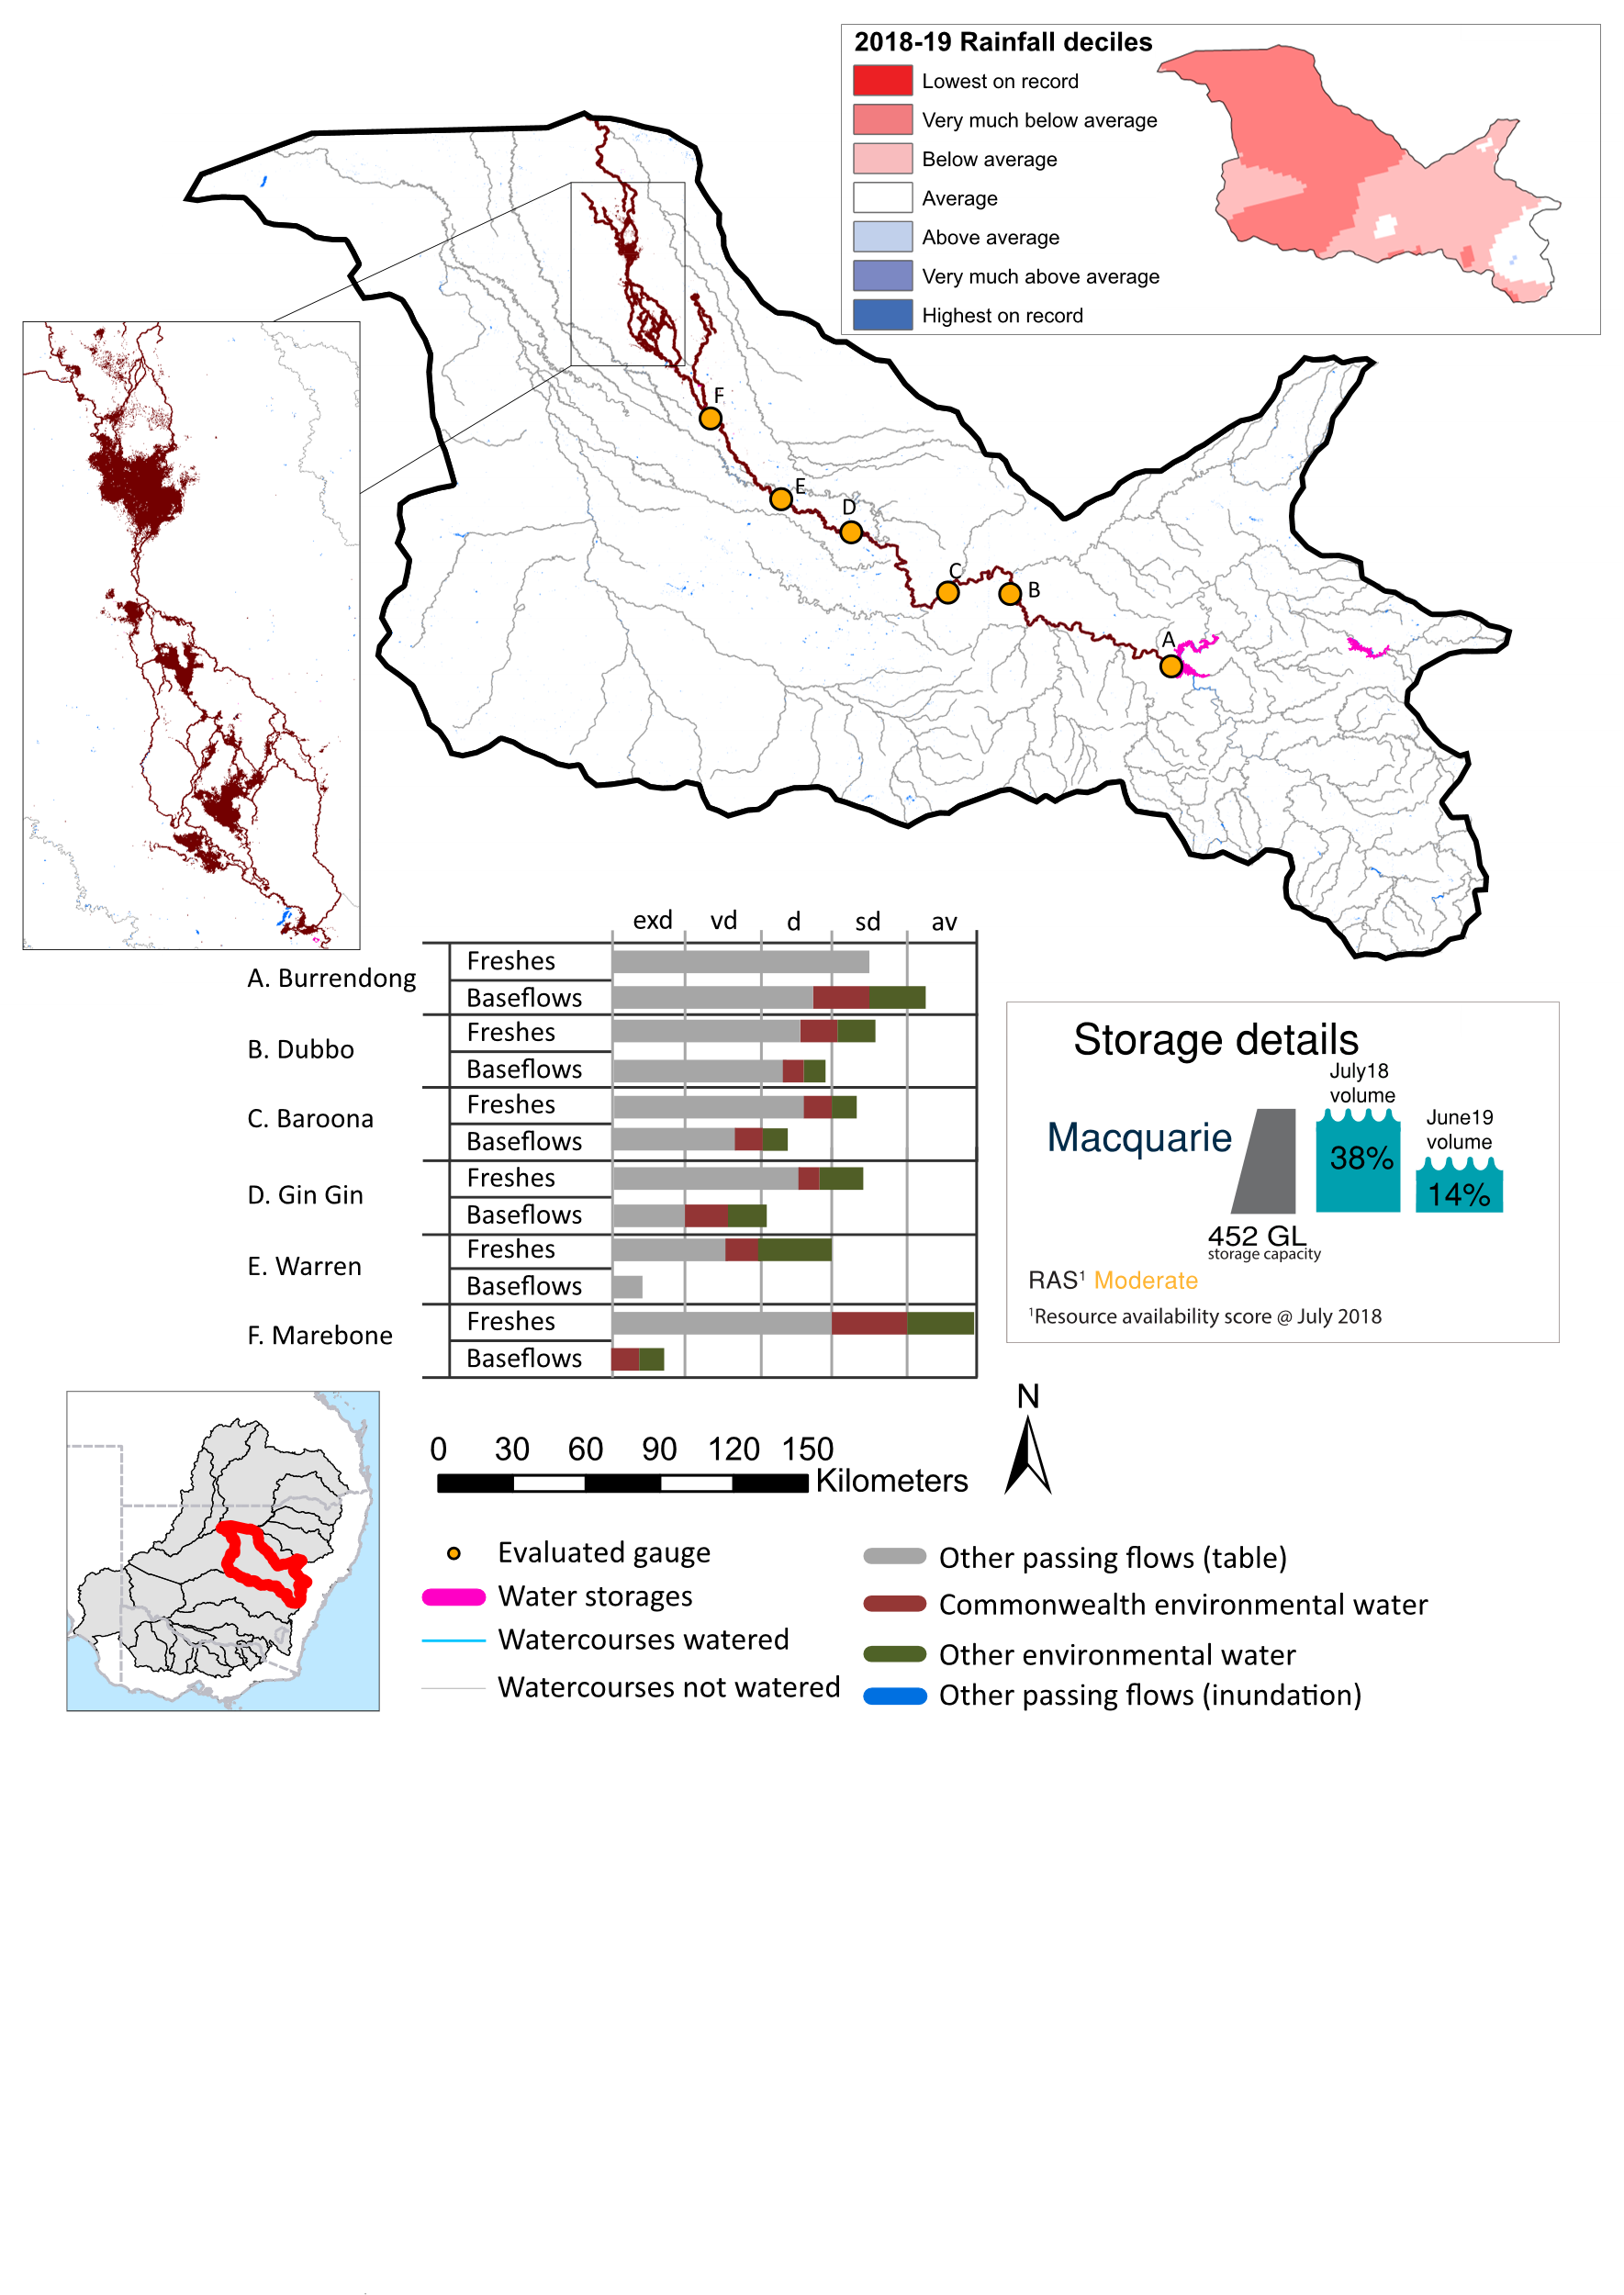 2018-19 Rainfall deciles
Lowest on record
Very much below average
Below average
Average
Above average
Very much above average
Highest on record
F
E
D
C
B
A
exd vd d sd av
A. Burrendong
Freshes
Baseflows
B. Dubbo
Freshes
Baseflows
C. Baroona
Freshes
Baseflows
D. Gin Gin
Freshes
Baseflows
E. Warren
Freshes
Baseflows
F. Marebone
Freshes
Baseflows
Storage details
July18
volume
June19
volume
Macquarie
38%
14%
452 GL
storage capacity
RAS¹ Moderate
¹Resource availability score @ July 2018
N
0 30 60 90 120 150
Kilometers
Evaluated gauge
Water storages
Watercourses watered
Watercourses not watered
Other passing flows (table)
Commonwealth environmental water
Other environmental water
Other passing flows (inundation)